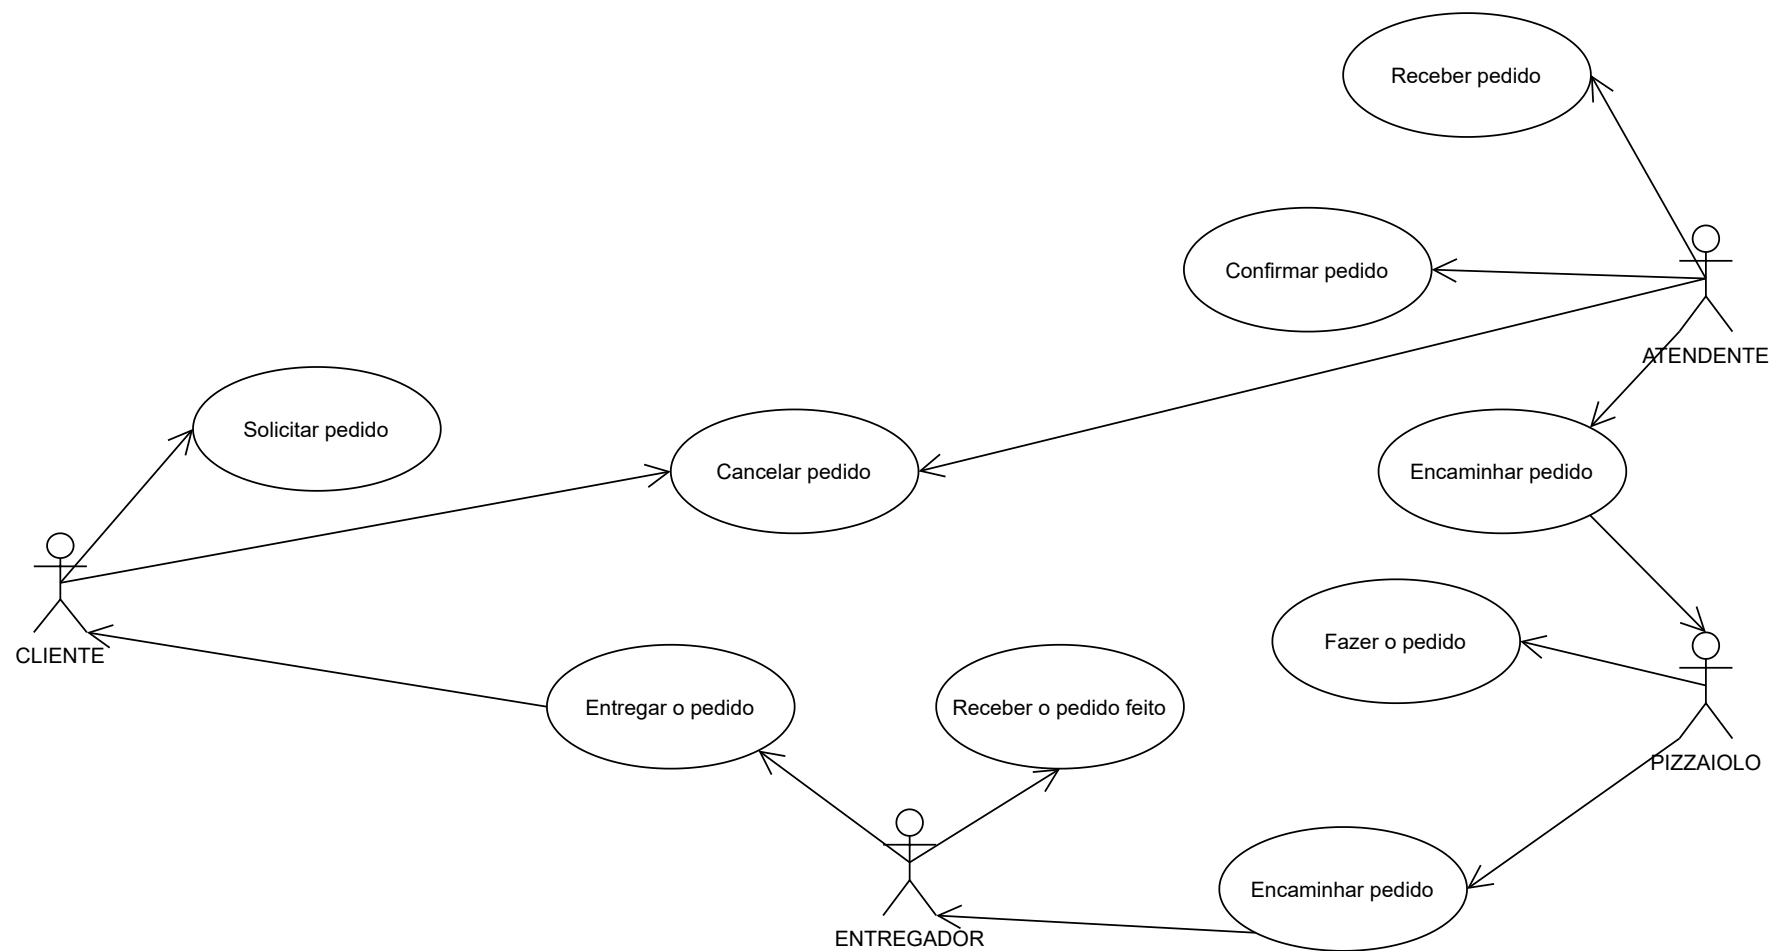 Receber pedido
Confirmar pedido
ATENDENTE
Solicitar pedido
Cancelar pedido
Encaminhar pedido
Fazer o pedido
CLIENTE
Entregar o pedido
Receber o pedido feito
PIZZAIOLO
Encaminhar pedido
ENTREGADOR